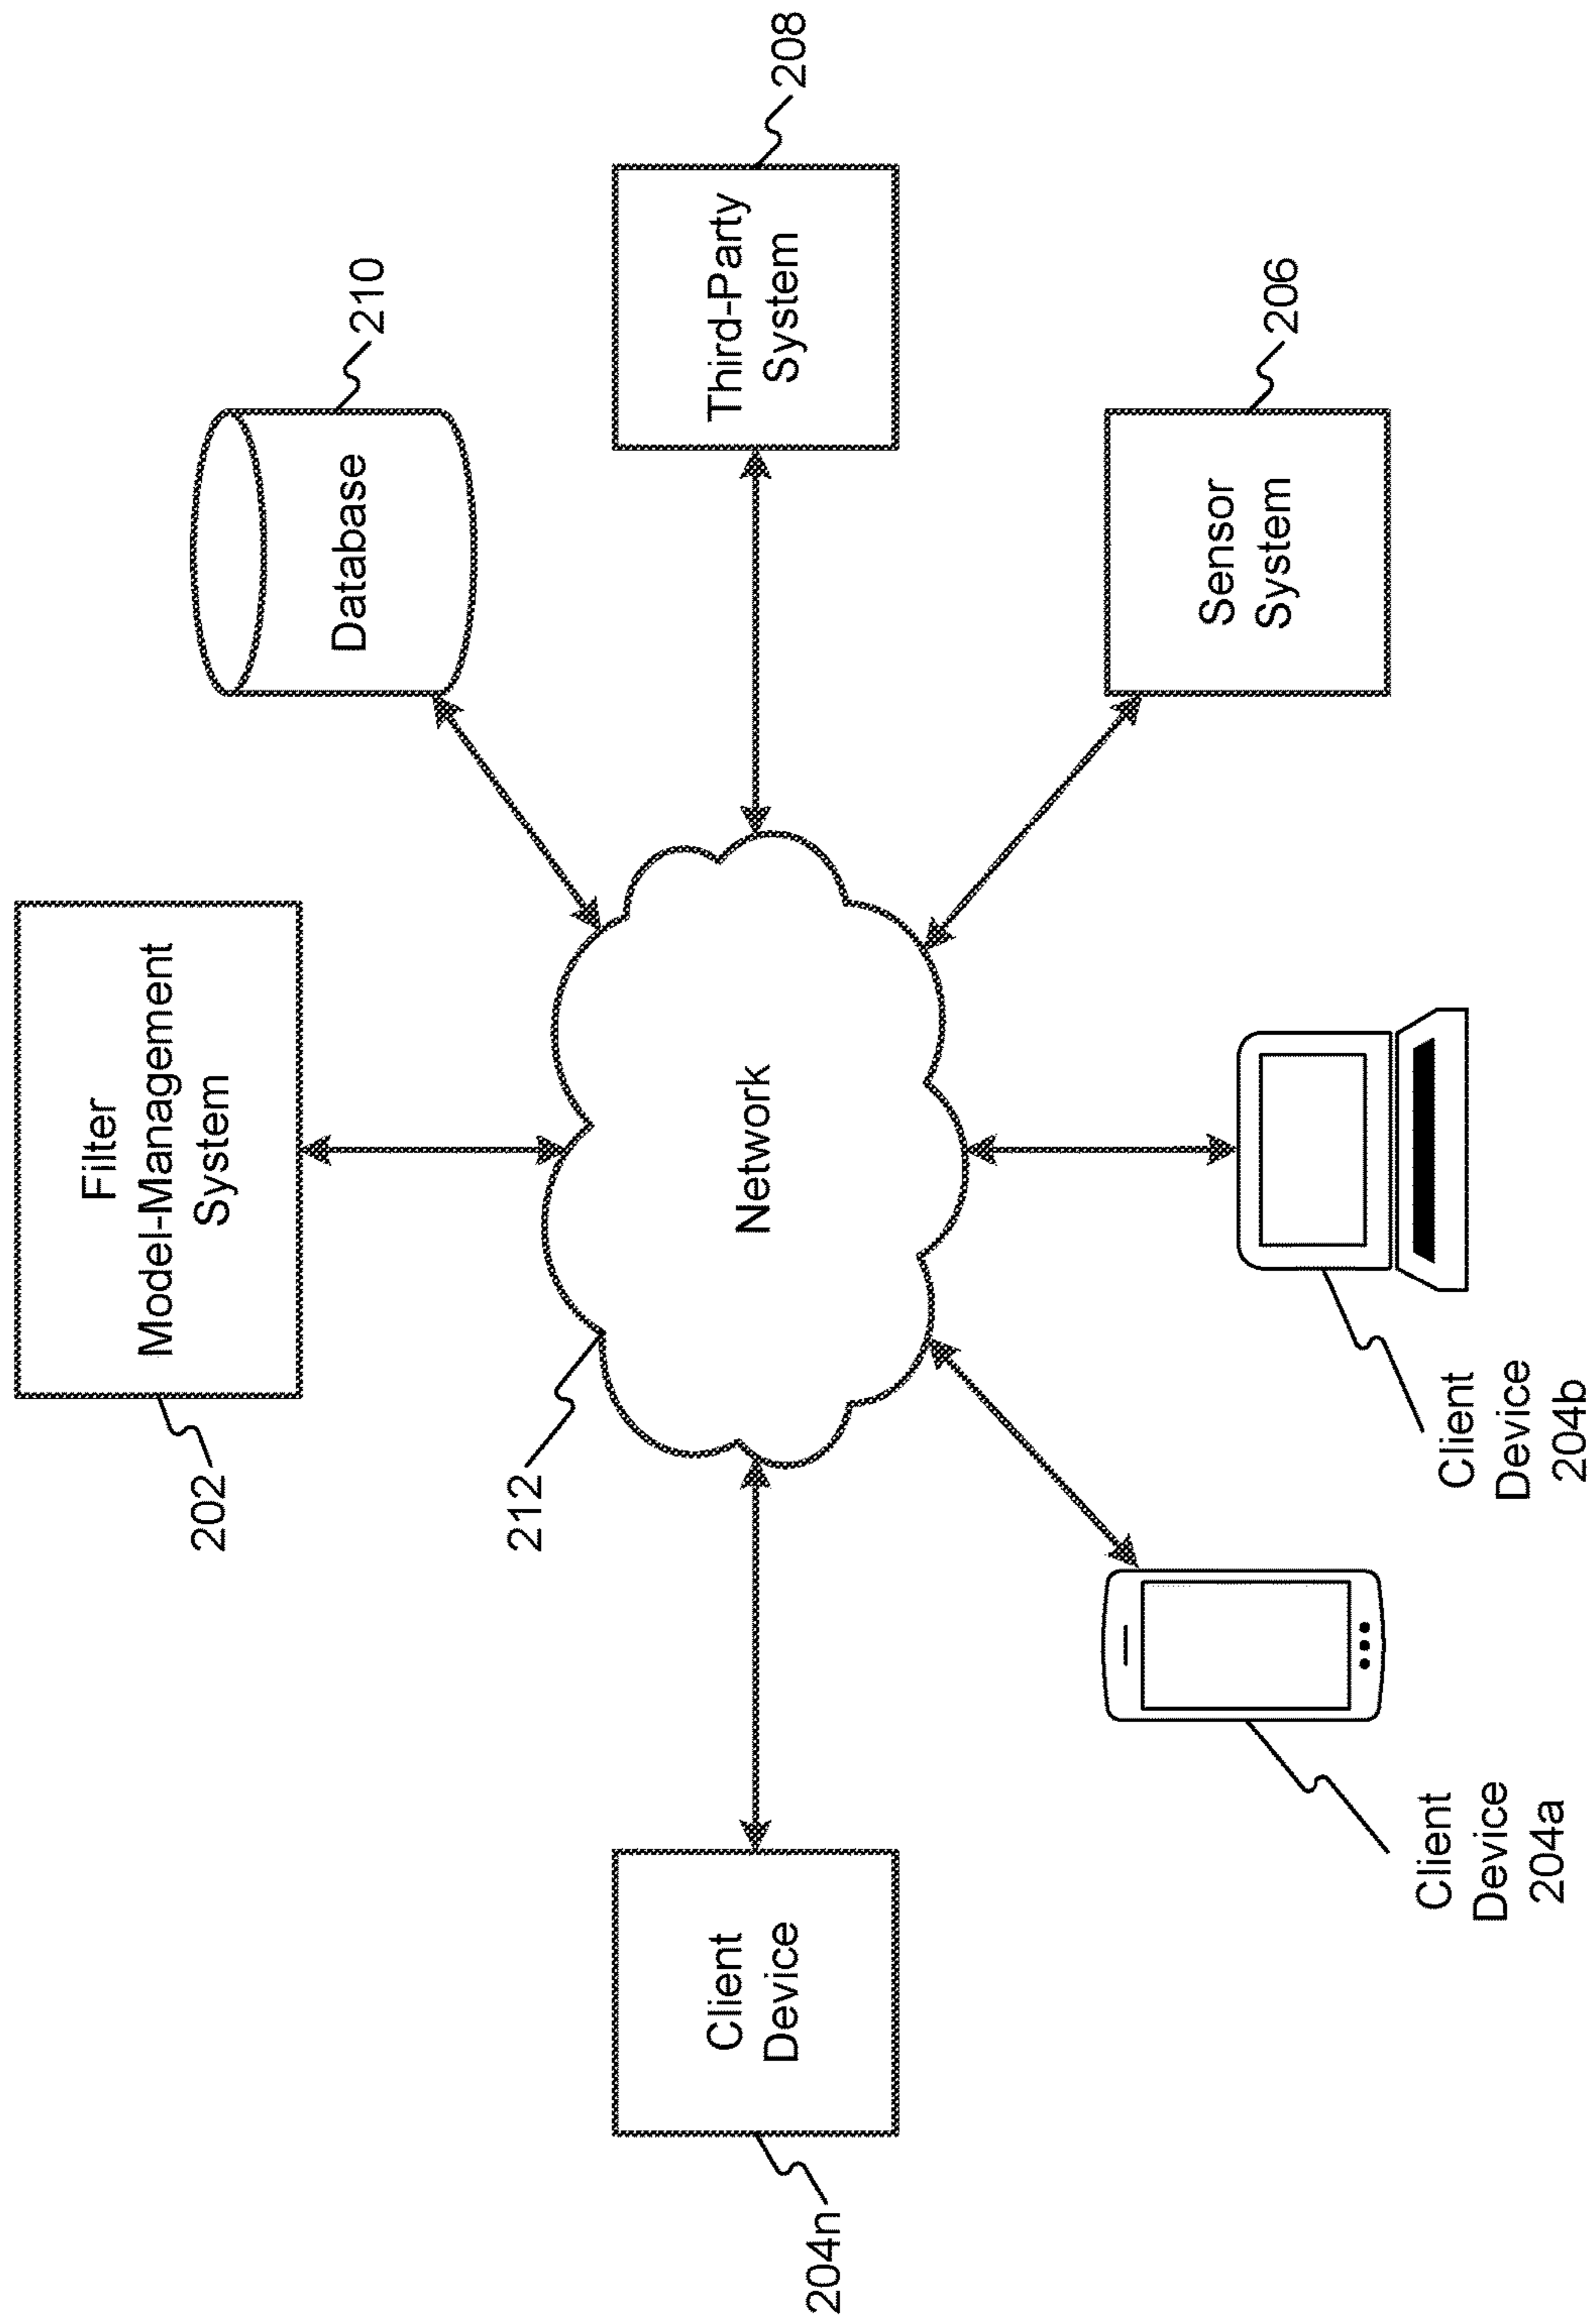 Filter
Model-Management
System
202
Database
210
212
Network
Client
Device
204n
Third-Party
System
208
Sensor
System
206
Client
Device
204a
Client
Device
204b